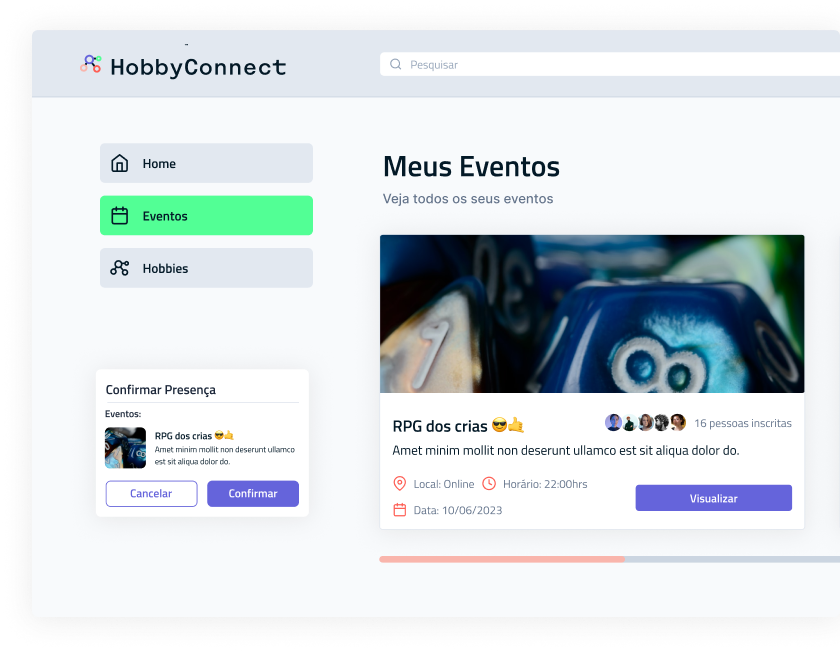 HobbyConnect
Pesquisar
Home
Eventos
Hobbies
Confirmar Presença
Eventos:
RPG dos crias 😎🤙
Amet minim mollit non deserunt ullamco
est sit aliqua dolor do.
Cancelar
Confirmar
Meus Eventos
Veja todos os seus eventos
1
8
RPG dos crias 😎🤙
16 pessoas inscritas
Amet minim mollit non deserunt ullamco est sit aliqua dolor do.
Local: Online
Horário: 22:00hrs
Data: 10/06/2023
Visualizar